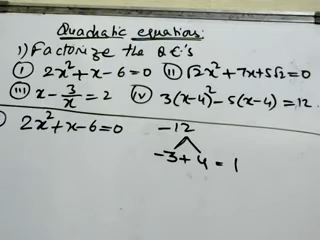 Quadratic equations:
1) Factorize the Q E's
(i) 2x²+x-6=0 (ii) √2x²+7x+5√2=0
(iii) x - 3/x = 2 (iv) 3(x-4)²-5(x-4)=12
2x²+x-6=0 -12
-3+4=1